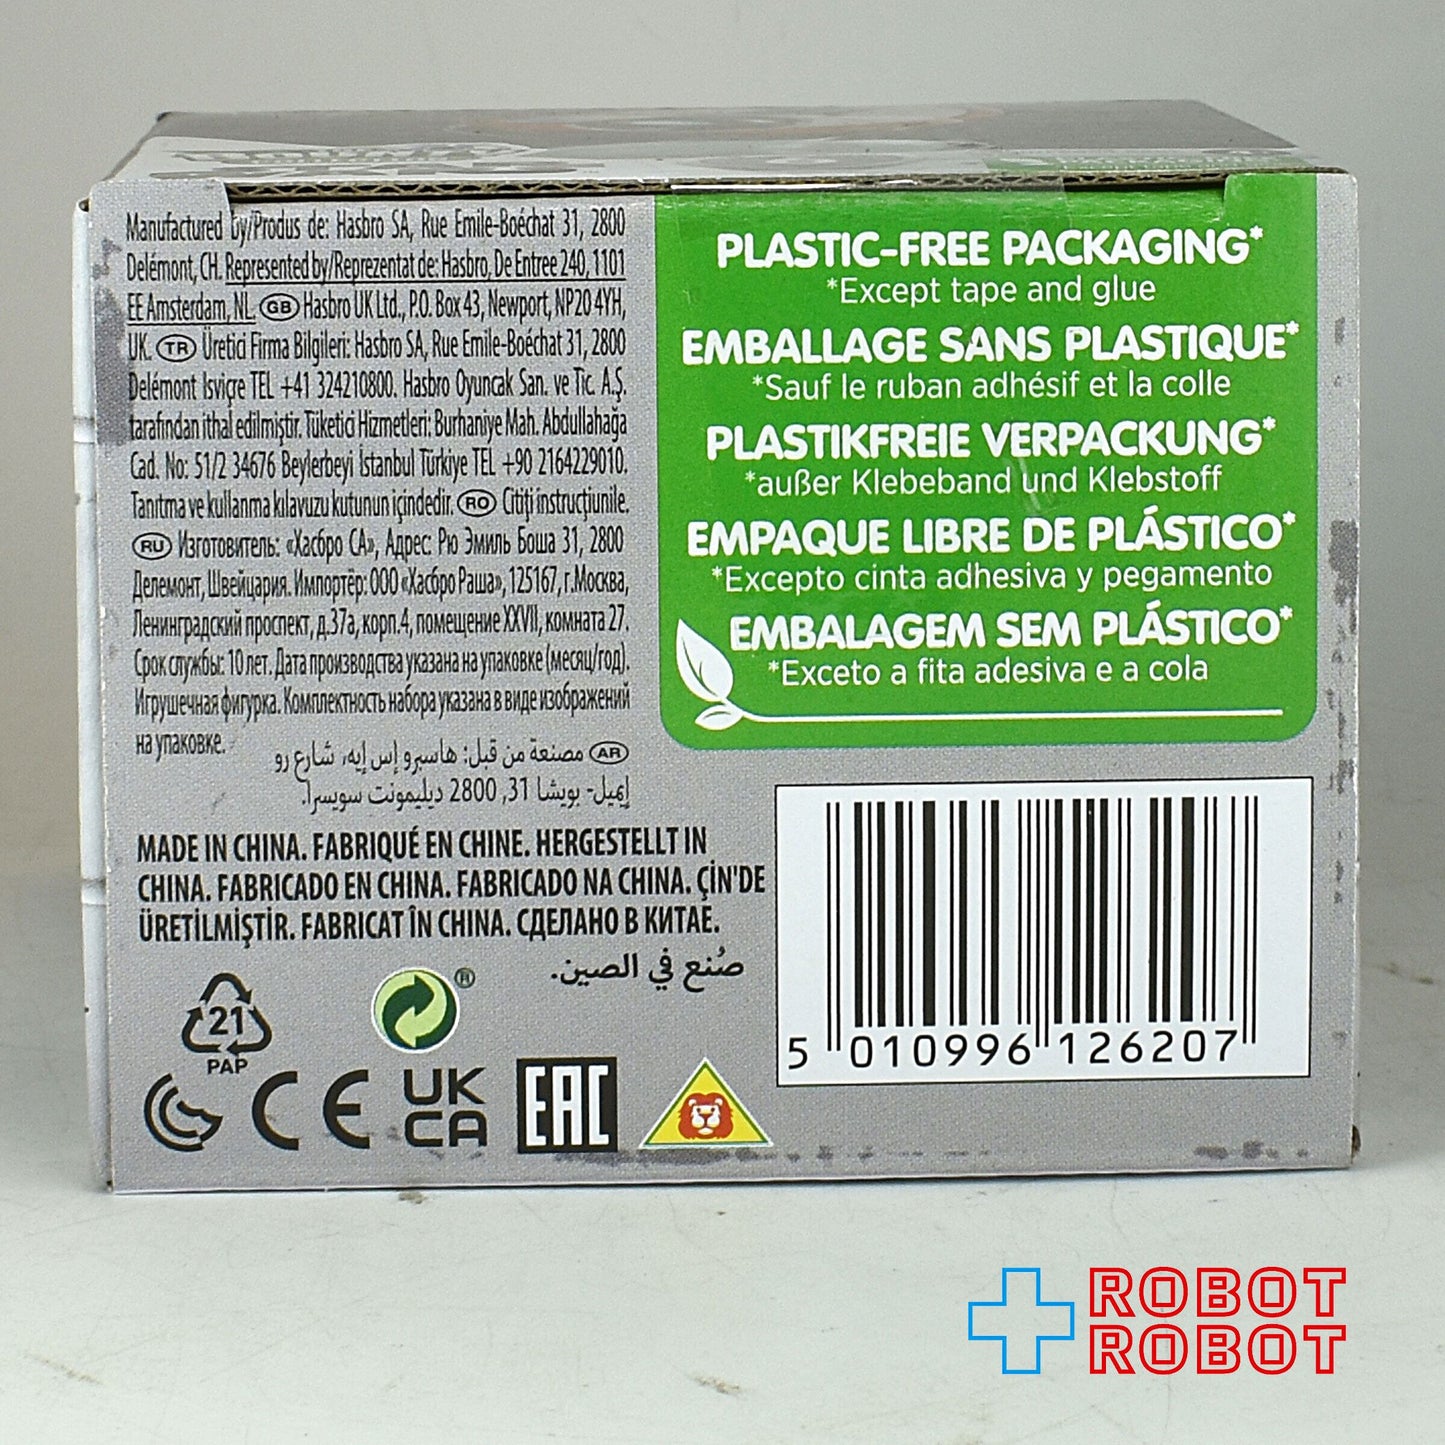 Manufactured by/Produs de: Hasbro SA, Rue Emile-Boéchat 31, 2800
Delémont, CH. Represented by/Reprezentat de: Hasbro, De Entree 240, 1101
EE Amsterdam, NL. GB Hasbro UK Ltd., P.O. Box 43, Newport, NP20 4YH,
UK. TR Üretici Firma Bilgileri: Hasbro SA, Rue Emile-Boéchat 31, 2800
Delémont İsviçre TEL +41 324210800. Hasbro Oyuncak San. ve Tic. A.Ş.
tarafından ithal edilmiştir. Tüketici Hizmetleri: Burhaniye Mah. Abdullahağa
Cad. No: 51/2 34676 Beylerbeyi İstanbul Türkiye TEL +90 2164229010.
Tanıtma ve kullanma kılavuzu kutunun içindedir. RO Citiți instrucțiunile.
RU Изготовитель: «Хасбро СА», Адрес: Рю Эмиль Боша 31, 2800
Делемонт, Швейцария. Импортёр: ООО «Хасбро Раша», 125167, г. Москва,
Ленинградский проспект, д.37а, корп.4, помещение XXVII, комната 27.
Срок службы: 10 лет. Дата производства указана на упаковке (месяц/год).
Игрушечная фигурка. Комплектность набора указана в виде изображений
на упаковке.
AR مصنعة من قبل: هاسبرو إس إيه، شارع رو
إيميل- بويشا 31, 2800 ديليمونت سويسرا.
MADE IN CHINA. FABRIQUÉ EN CHINE. HERGESTELLT IN
CHINA. FABRICADO EN CHINA. FABRICADO NA CHINA. ÇİN'DE
ÜRETİLMİŞTİR. FABRICAT ÎN CHINA. СДЕЛАНО В КИТАЕ.
صُنع في الصين.
PLASTIC-FREE PACKAGING*
*Except tape and glue
EMBALLAGE SANS PLASTIQUE*
*Sauf le ruban adhésif et la colle
PLASTIKFREIE VERPACKUNG*
*außer Klebeband und Klebstoff
EMPAQUE LIBRE DE PLÁSTICO*
*Excepto cinta adhesiva y pegamento
EMBALAGEM SEM PLÁSTICO*
*Exceto a fita adesiva e a cola
21
PAP
®
CE
UK
CA
EAC
5 010996 126207
ROBOT
ROBOT